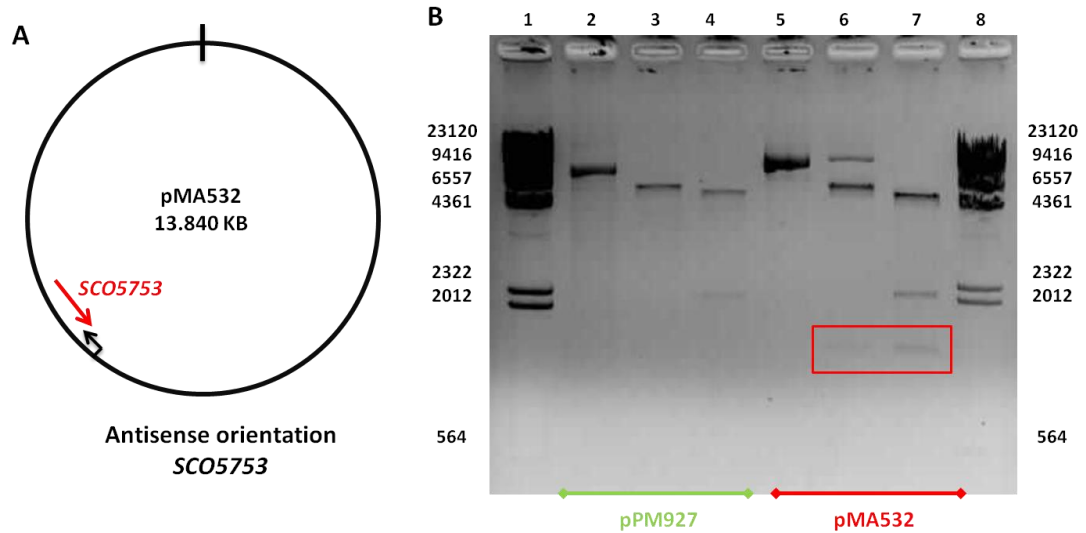 A
pMA532
13.840 KB
SCO5753
Antisense orientation
SCO5753
B
1 2 3 4 5 6 7 8
23120 23120
9416 9416
6557 6557
4361 4361
2322 2322
2012 2012
564 564
pPM927 pMA532